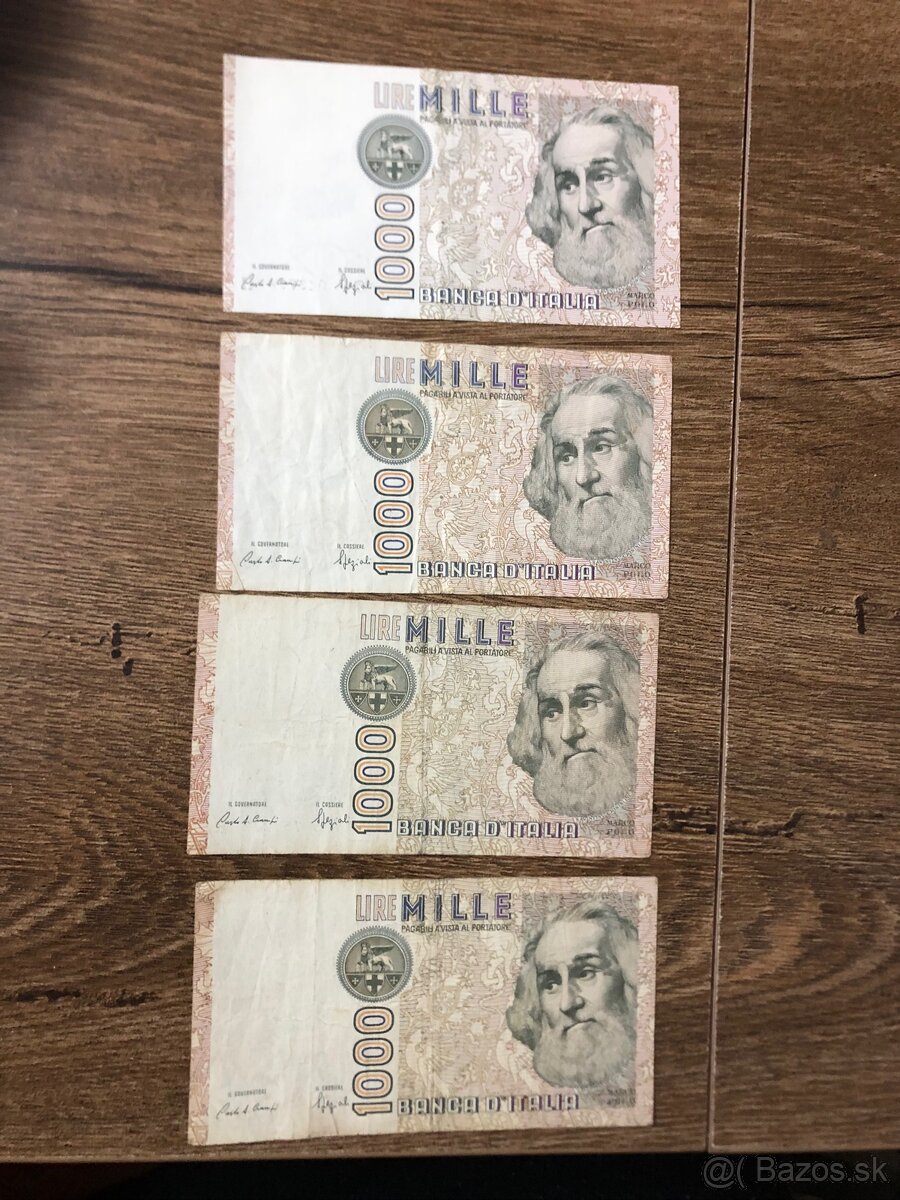 LIRE MILLE
PAGABILI A VISTA AL PORTATORE
1000
IL GOVERNATORE
IL CASSIERE
BANCA D'ITALIA
MARCO
POLO
LIRE MILLE
PAGABILI A VISTA AL PORTATORE
1000
IL GOVERNATORE
IL CASSIERE
BANCA D'ITALIA
MARCO
POLO
LIRE MILLE
PAGABILI A VISTA AL PORTATORE
1000
IL GOVERNATORE
IL CASSIERE
BANCA D'ITALIA
MARCO
POLO
LIRE MILLE
PAGABILI A VISTA AL PORTATORE
1000
IL GOVERNATORE
IL CASSIERE
BANCA D'ITALIA
MARCO
POLO
@( Bazos.sk